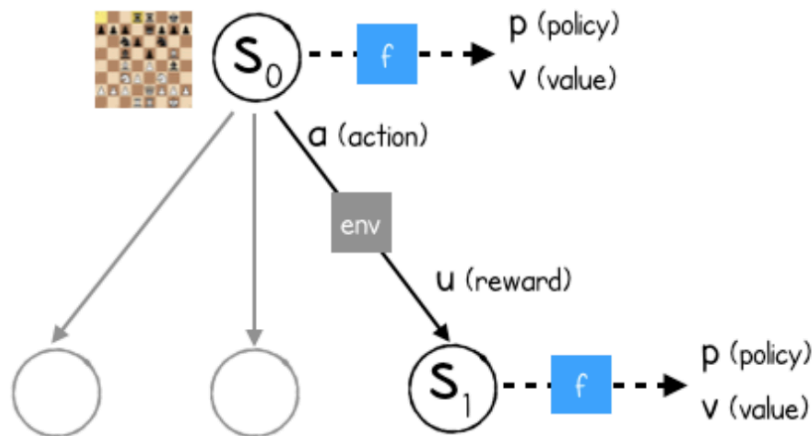 S₀
f
p (policy)
v (value)
a (action)
env
u (reward)
S₁
f
p (policy)
v (value)